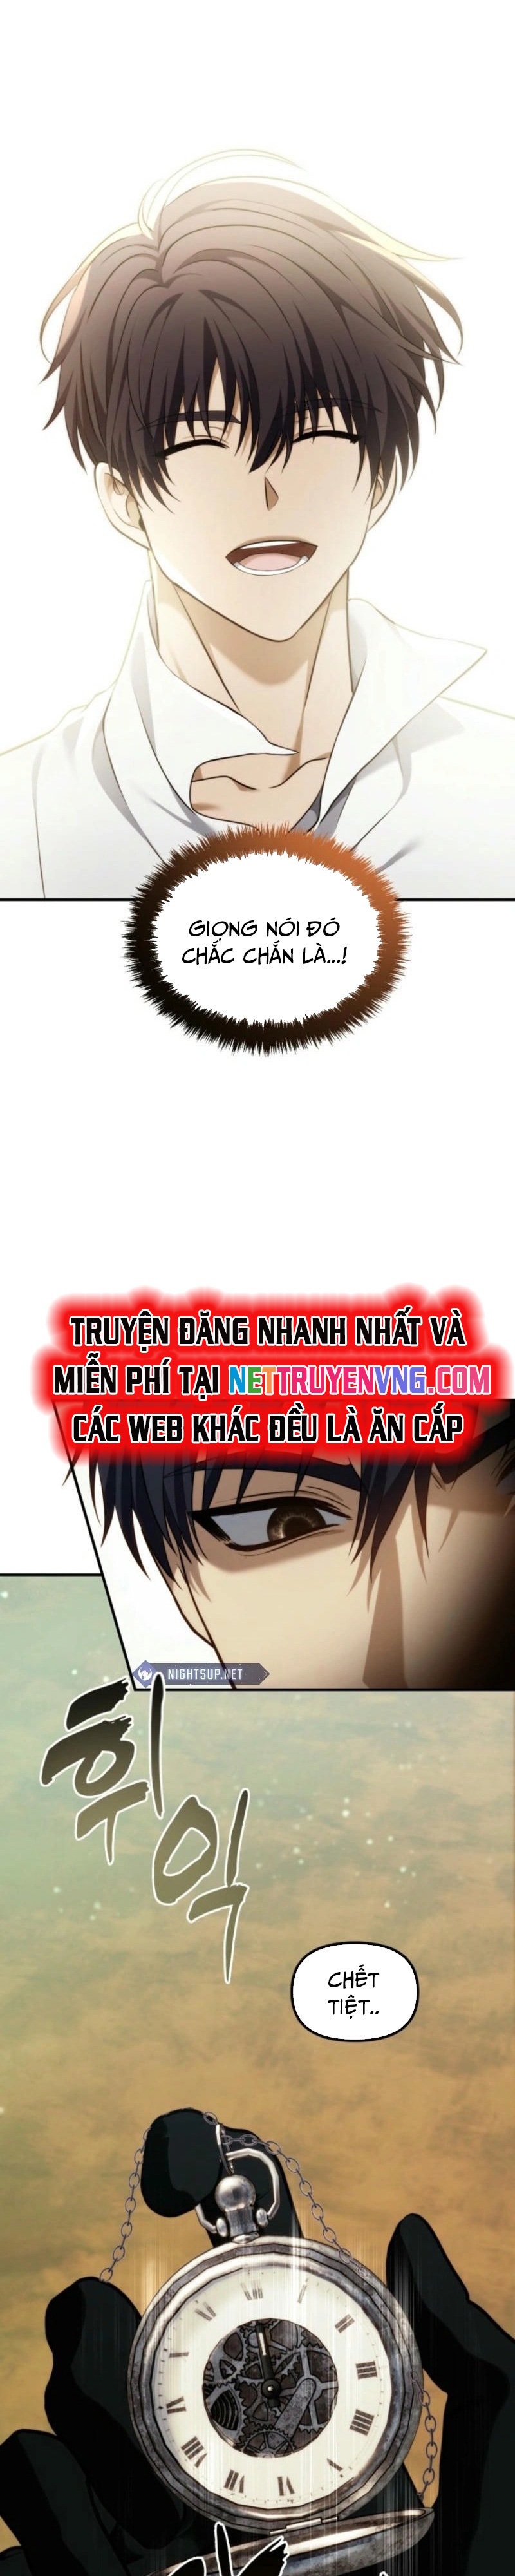 GIỌNG NÓI ĐÓ
CHẮC CHẮN LÀ...!
TRUYỆN ĐĂNG NHANH NHẤT VÀ
MIỄN PHÍ TẠI NETTRUYENVNG.COM
CÁC WEB KHÁC ĐỀU LÀ ĂN CẮP
NIGHTSUP.NET
휘익
CHẾT
TIỆT..